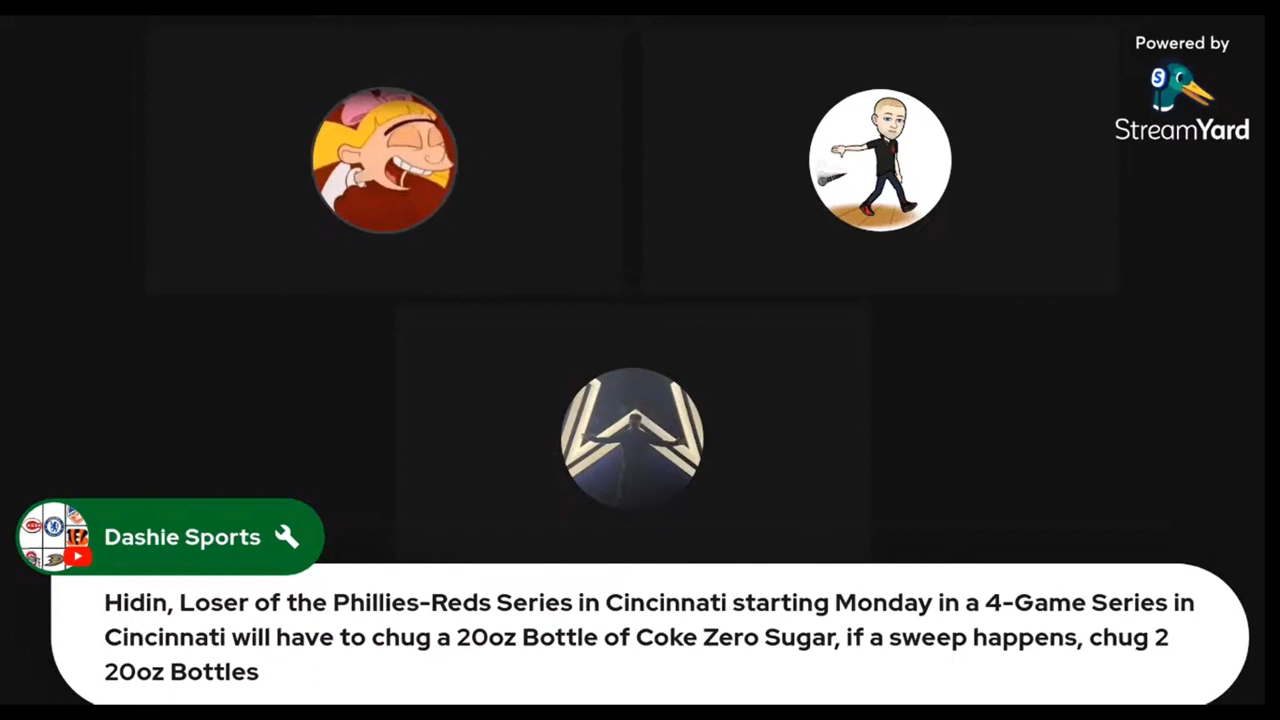 Powered by
StreamYard
Dashie Sports
Hidin, Loser of the Phillies-Reds Series in Cincinnati starting Monday in a 4-Game Series in
Cincinnati will have to chug a 20oz Bottle of Coke Zero Sugar, if a sweep happens, chug 2
20oz Bottles